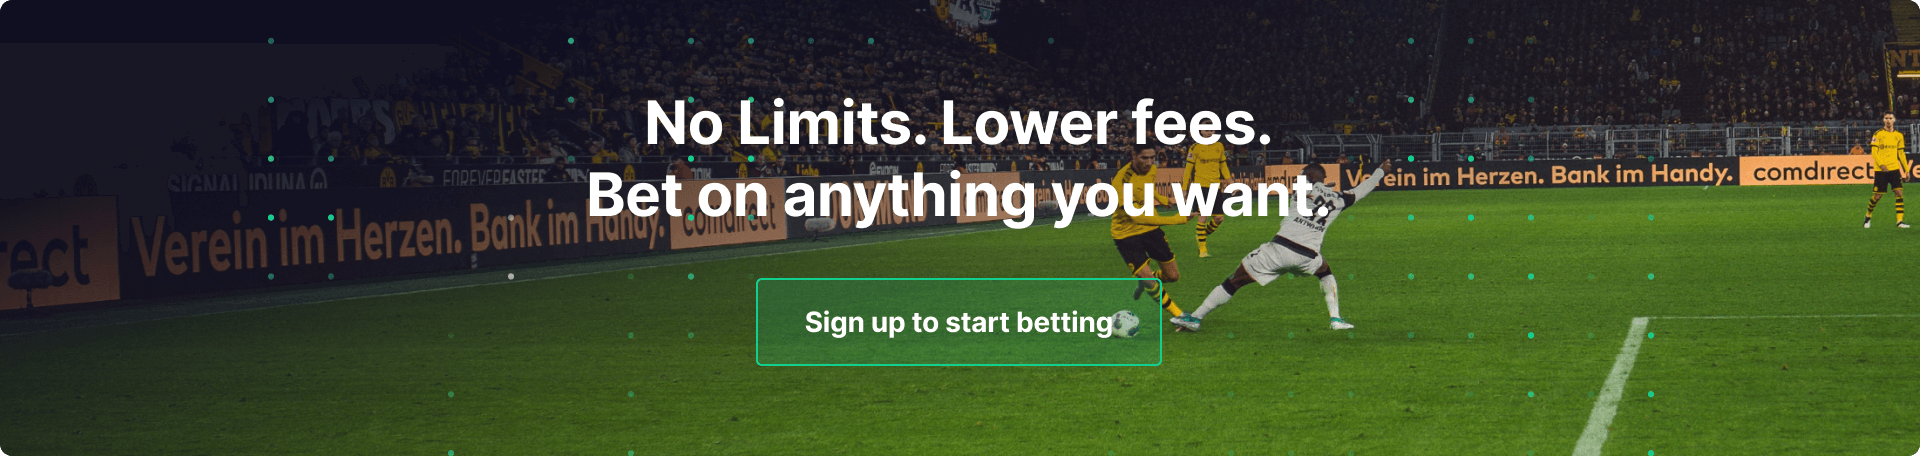 No Limits. Lower fees.
Bet on anything you want.
Sign up to start betting
SIGNAL IDUNA
FOREVERFASTER
rect
Verein im Herzen. Bank im Handy.
comdirect
Verein im Herzen. Bank im Handy.
comdirect